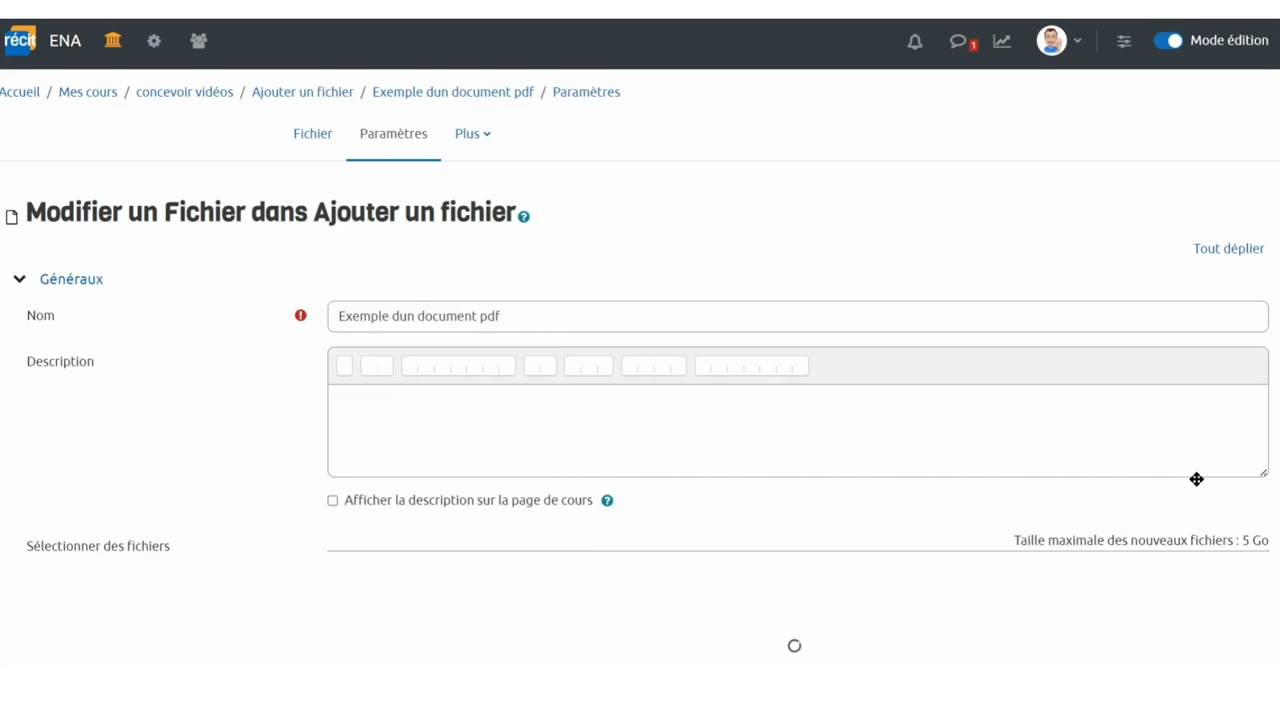 récit ENA 1 Mode édition
Accueil / Mes cours / concevoir vidéos / Ajouter un fichier / Exemple dun document pdf / Paramètres
Fichier Paramètres Plus
Modifier un Fichier dans Ajouter un fichier
Tout déplier
Généraux
Nom Exemple dun document pdf
Description
Afficher la description sur la page de cours
Taille maximale des nouveaux fichiers : 5 Go
Sélectionner des fichiers